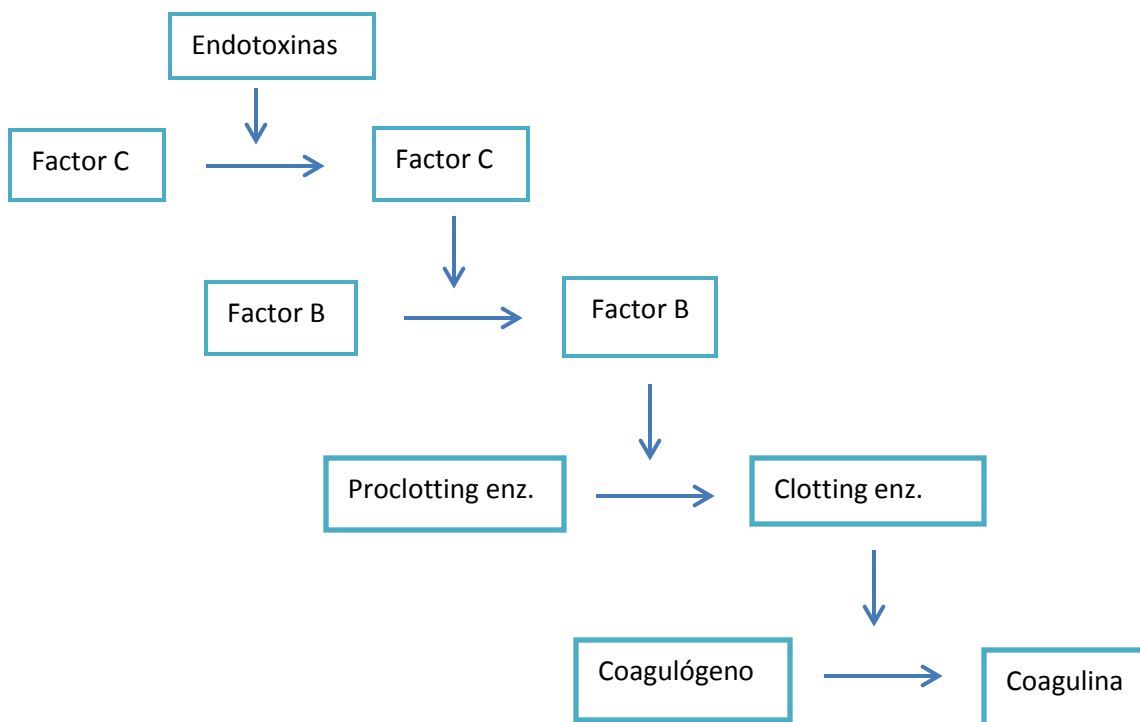 Endotoxinas
Factor C
Factor C
Factor B
Factor B
Proclotting enz.
Clotting enz.
Coagulógeno
Coagulina